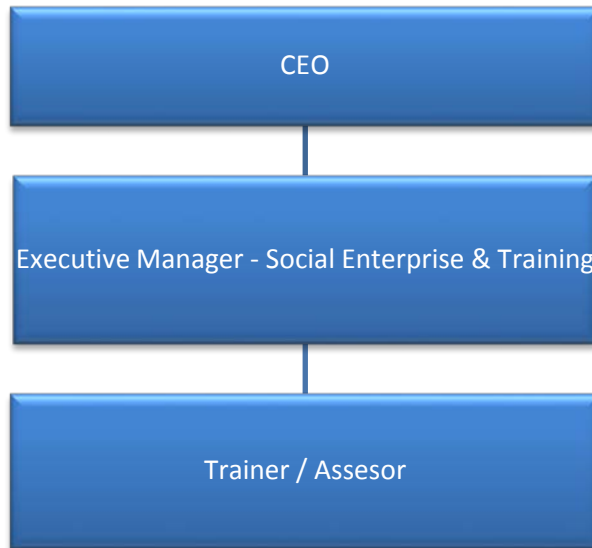 CEO
Executive Manager - Social Enterprise & Training
Trainer / Assesor